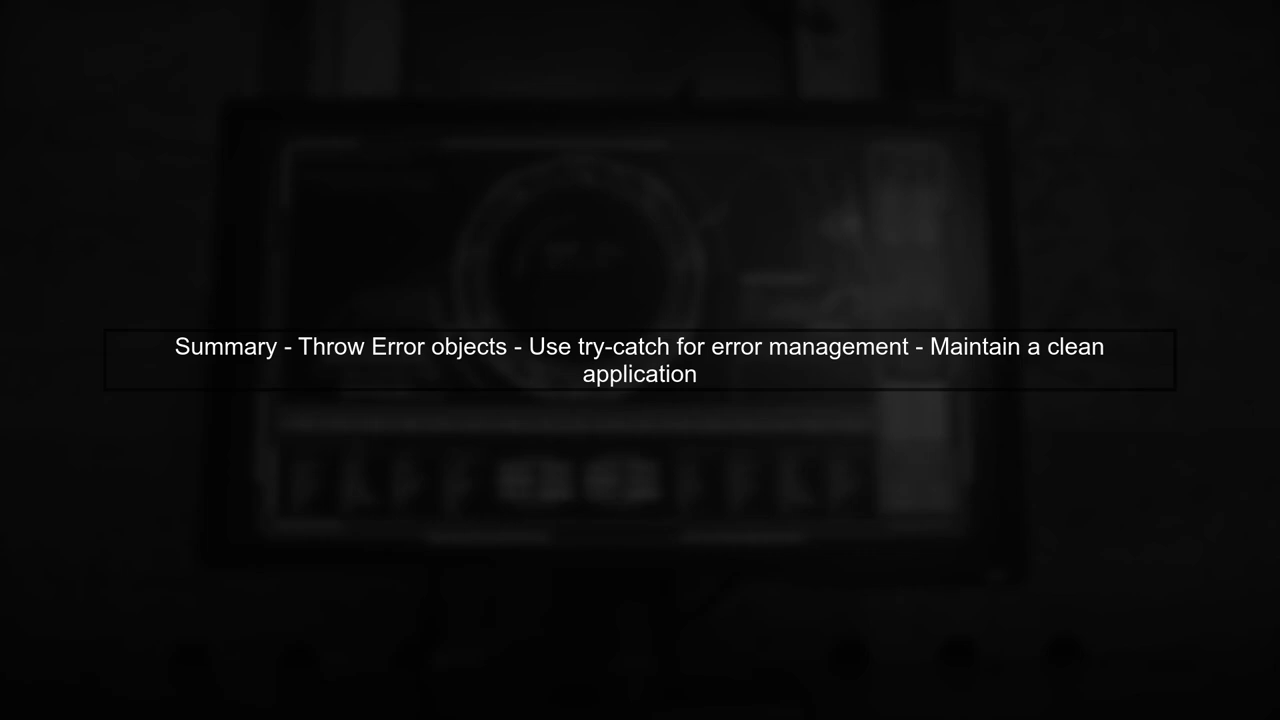 Summary - Throw Error objects - Use try-catch for error management - Maintain a clean
application